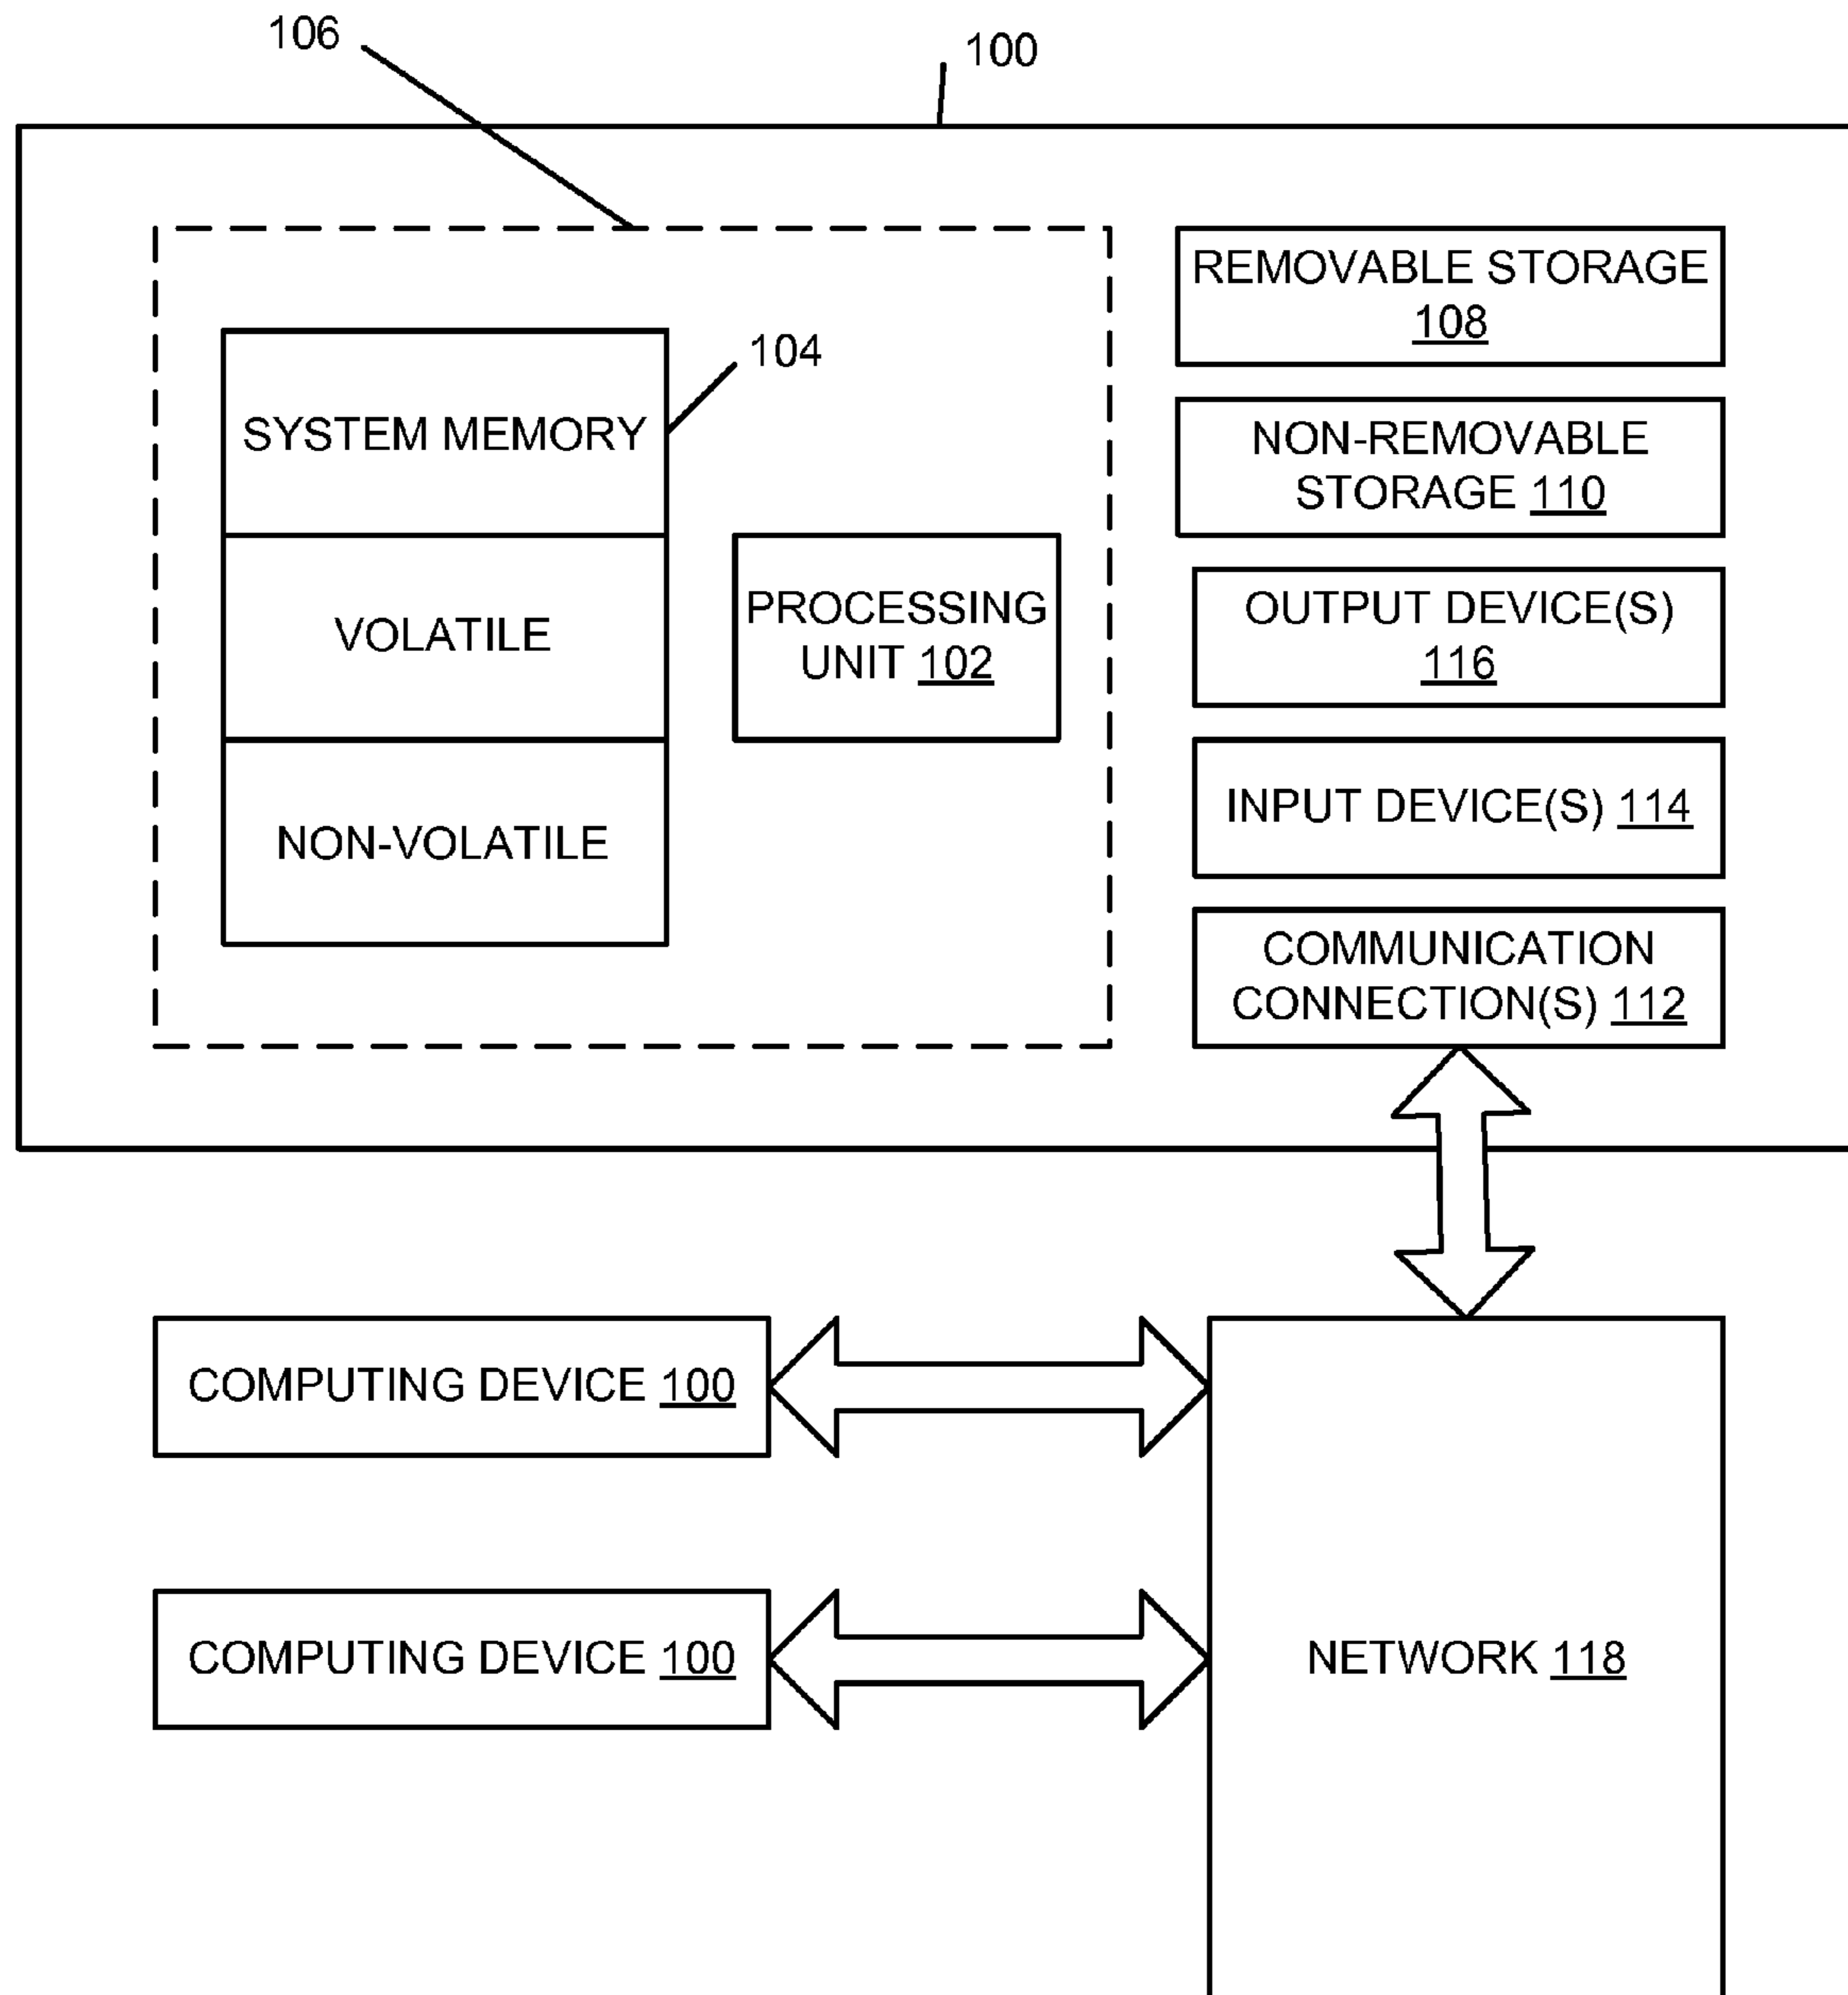 106
100
REMOVABLE STORAGE
108
104
SYSTEM MEMORY
NON-REMOVABLE
STORAGE 110
VOLATILE
PROCESSING
UNIT 102
OUTPUT DEVICE(S)
116
INPUT DEVICE(S) 114
NON-VOLATILE
COMMUNICATION
CONNECTION(S) 112
COMPUTING DEVICE 100
COMPUTING DEVICE 100
NETWORK 118